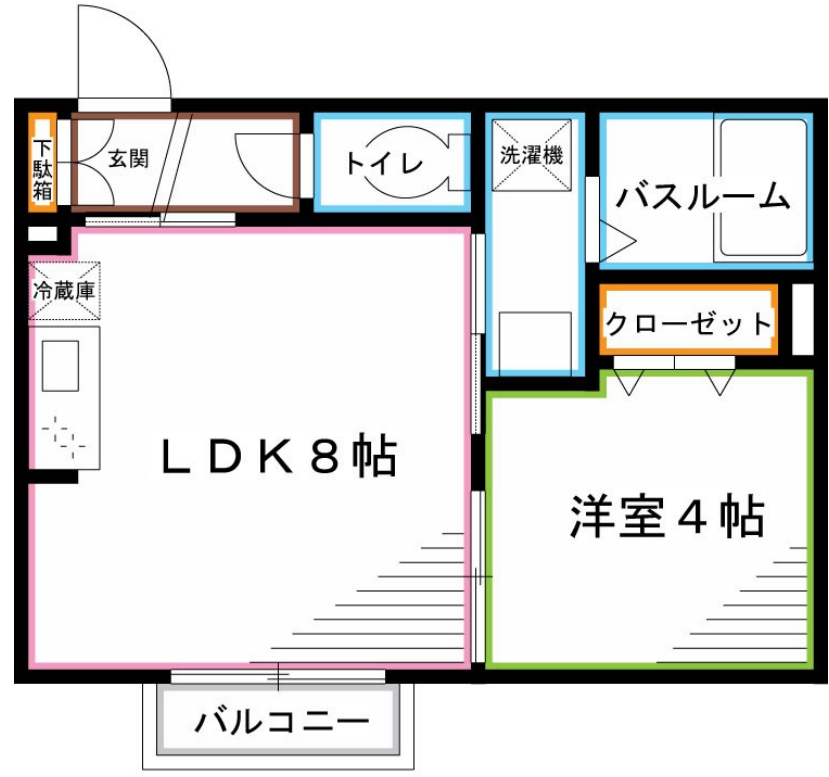 下駄箱
玄関
トイレ
洗濯機
バスルーム
冷蔵庫
クローゼット
ＬＤＫ８帖
洋室４帖
バルコニー